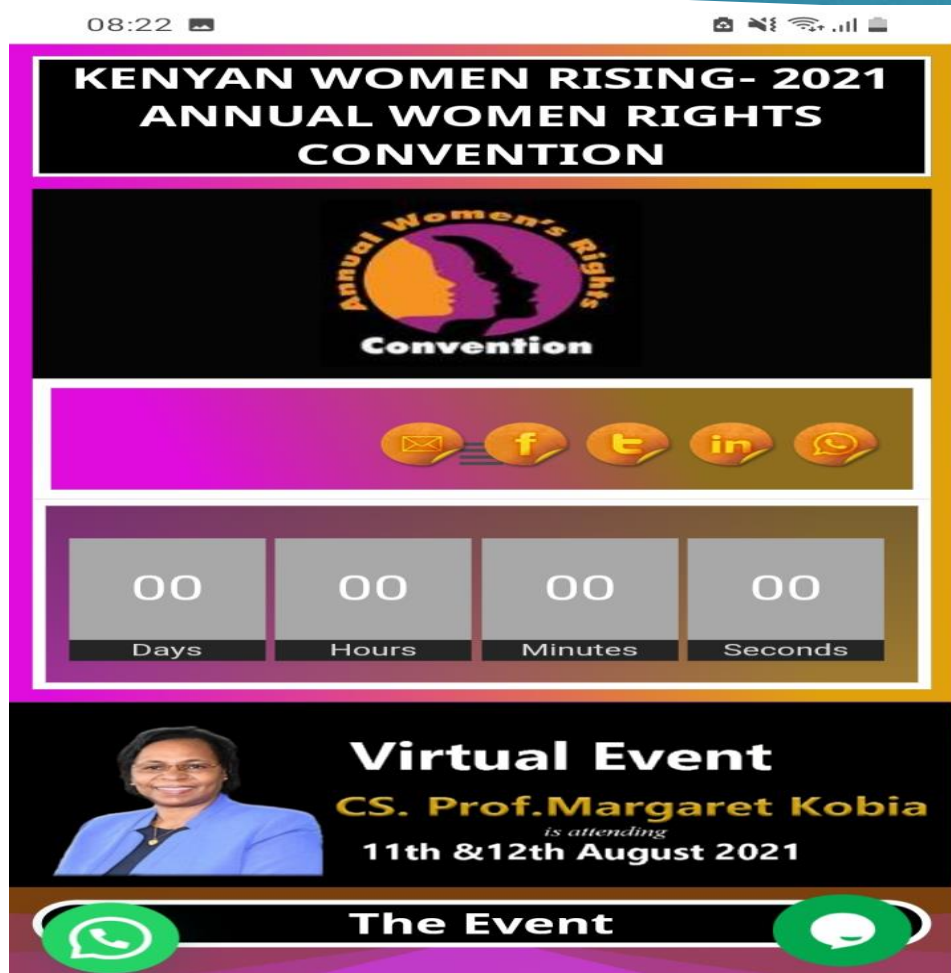 08:22
KENYAN WOMEN RISING- 2021
ANNUAL WOMEN RIGHTS
CONVENTION
Annual Women's Rights
Convention
f t in
00 00 00 00
Days Hours Minutes Seconds
Virtual Event
CS. Prof.Margaret Kobia
is attending
11th &12th August 2021
The Event